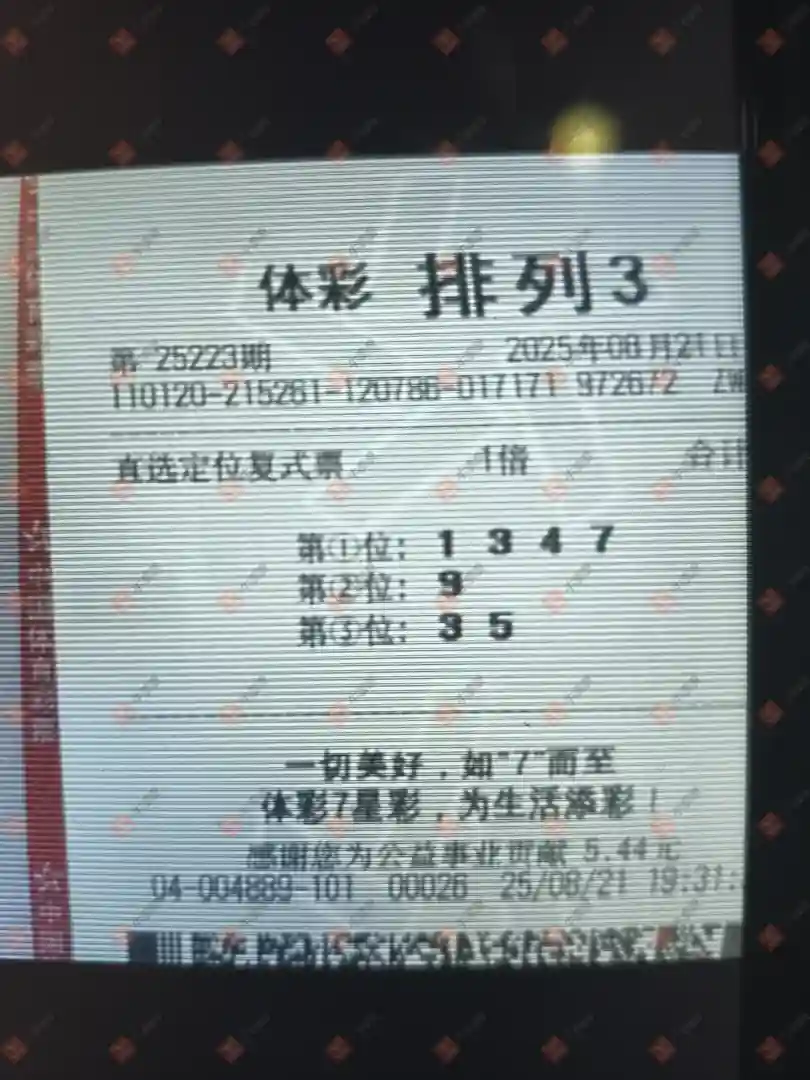 体彩 排列3
第 25223期 2025年08月21日
110120-215261-120786-017171 972672
直选定位复式票 1倍 合计
第①位: 1 3 4 7
第②位: 9
第③位: 3 5
一切美好,如"7"而至
体彩7星彩,为生活添彩!
感谢您为公益事业贡献 5.44元
04-004889-101 00026 25/08/21 19:31: